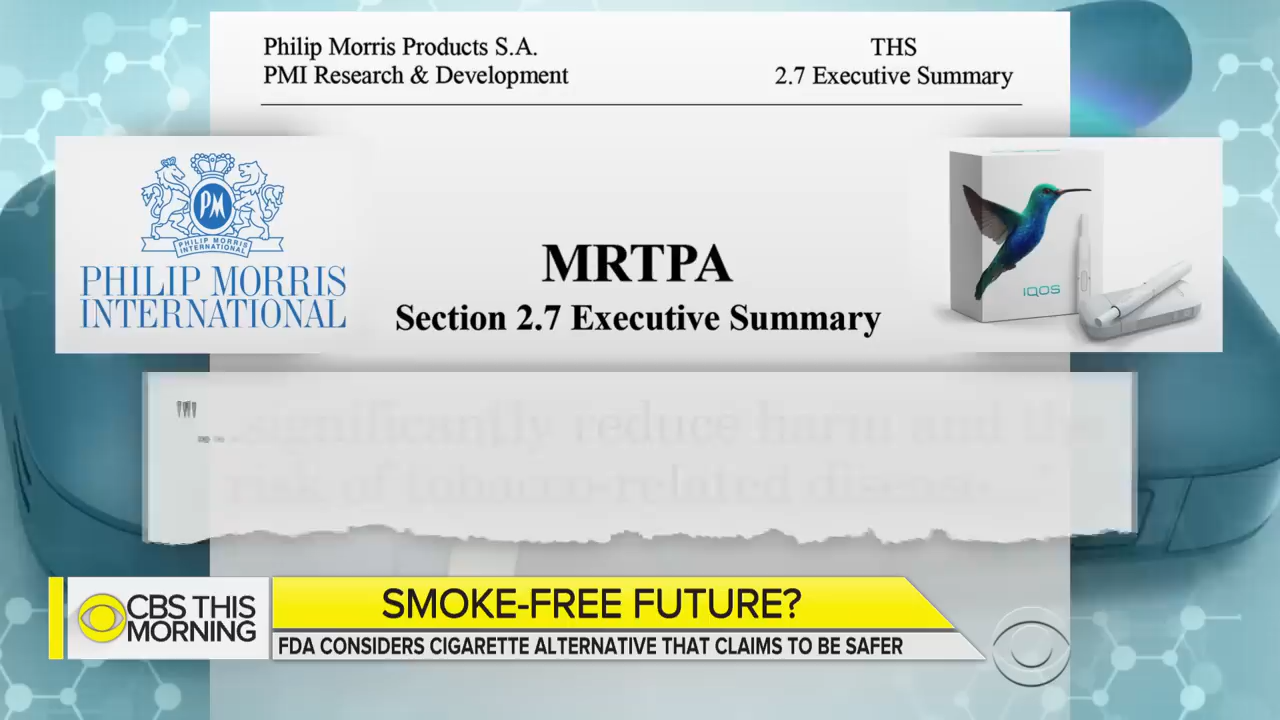 Philip Morris Products S.A.
PMI Research & Development
THS
2.7 Executive Summary
PM
PHILIP MORRIS
INTERNATIONAL
PHILIP MORRIS
INTERNATIONAL
MRTPA
Section 2.7 Executive Summary
IQOS
...significantly reduce harm and the
risk of tobacco-related disease..."
CBS THIS
MORNING
SMOKE-FREE FUTURE?
FDA CONSIDERS CIGARETTE ALTERNATIVE THAT CLAIMS TO BE SAFER